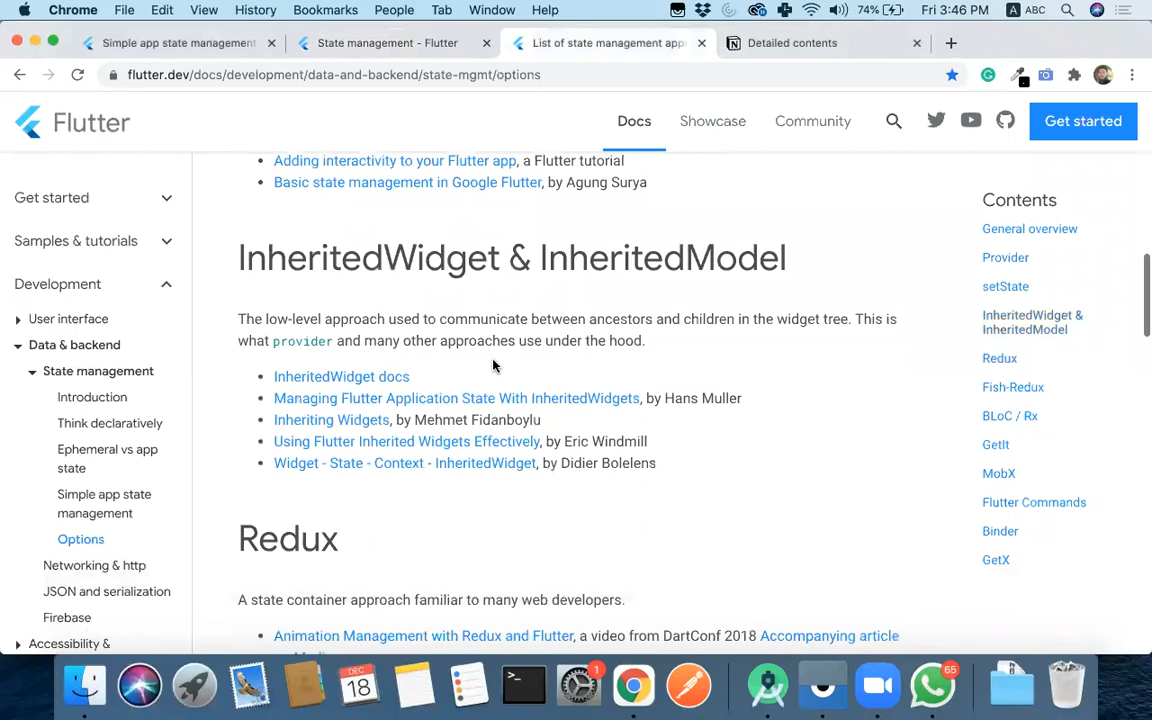 Chrome File Edit View History Bookmarks People Tab Window Help 74% Fri 3:46 PM A ABC
Simple app state management State management - Flutter List of state management app Detailed contents
flutter.dev/docs/development/data-and-backend/state-mgmt/options
Flutter Docs Showcase Community Get started
Get started
Samples & tutorials
Development
User interface
Data & backend
State management
Introduction
Think declaratively
Ephemeral vs app
state
Simple app state
management
Options
Networking & http
JSON and serialization
Firebase
Accessibility &
Adding interactivity to your Flutter app, a Flutter tutorial
Basic state management in Google Flutter, by Agung Surya
InheritedWidget & InheritedModel
The low-level approach used to communicate between ancestors and children in the widget tree. This is
what provider and many other approaches use under the hood.
InheritedWidget docs
Managing Flutter Application State With InheritedWidgets, by Hans Muller
Inheriting Widgets, by Mehmet Fidanboylu
Using Flutter Inherited Widgets Effectively, by Eric Windmill
Widget - State - Context - InheritedWidget, by Didier Bolelens
Redux
A state container approach familiar to many web developers.
Animation Management with Redux and Flutter, a video from DartConf 2018 Accompanying article
Contents
General overview
Provider
setState
InheritedWidget &
InheritedModel
Redux
Fish-Redux
BLoC / Rx
GetIt
MobX
Flutter Commands
Binder
GetX
DEC
18
1
65